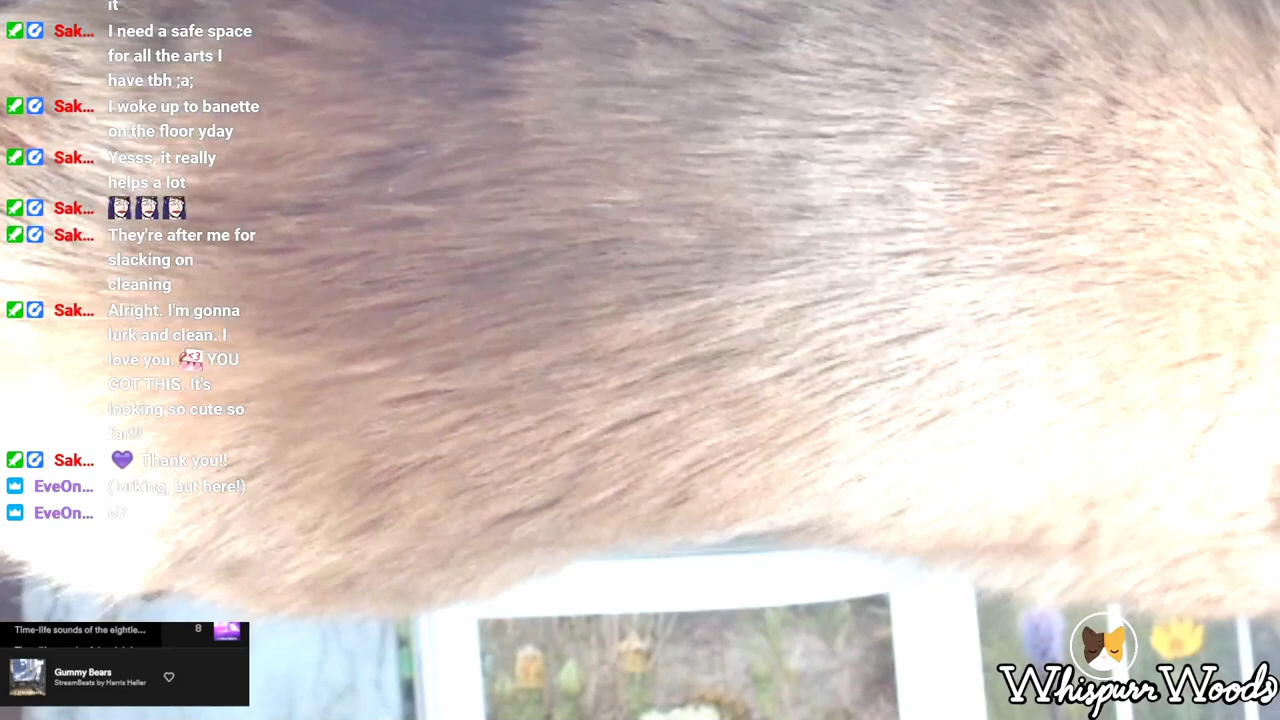 it
Sak... I need a safe space
for all the arts I
have tbh ;a;
Sak... I woke up to banette
on the floor yday
Sak... Yesss, it really
helps a lot
Sak...
Sak... They're after me for
slacking on
cleaning
Sak... Alright. I'm gonna
lurk and clean. I
love you. YOU
GOT THIS. It's
looking so cute so
far!!!
Sak... 💜 Thank you!!
EveOn... (lurking, but here!)
EveOn... o7
Time-life sounds of the eightie... 8
Gummy Bears
StreamBeats by Harris Heller
Whispurr Woods